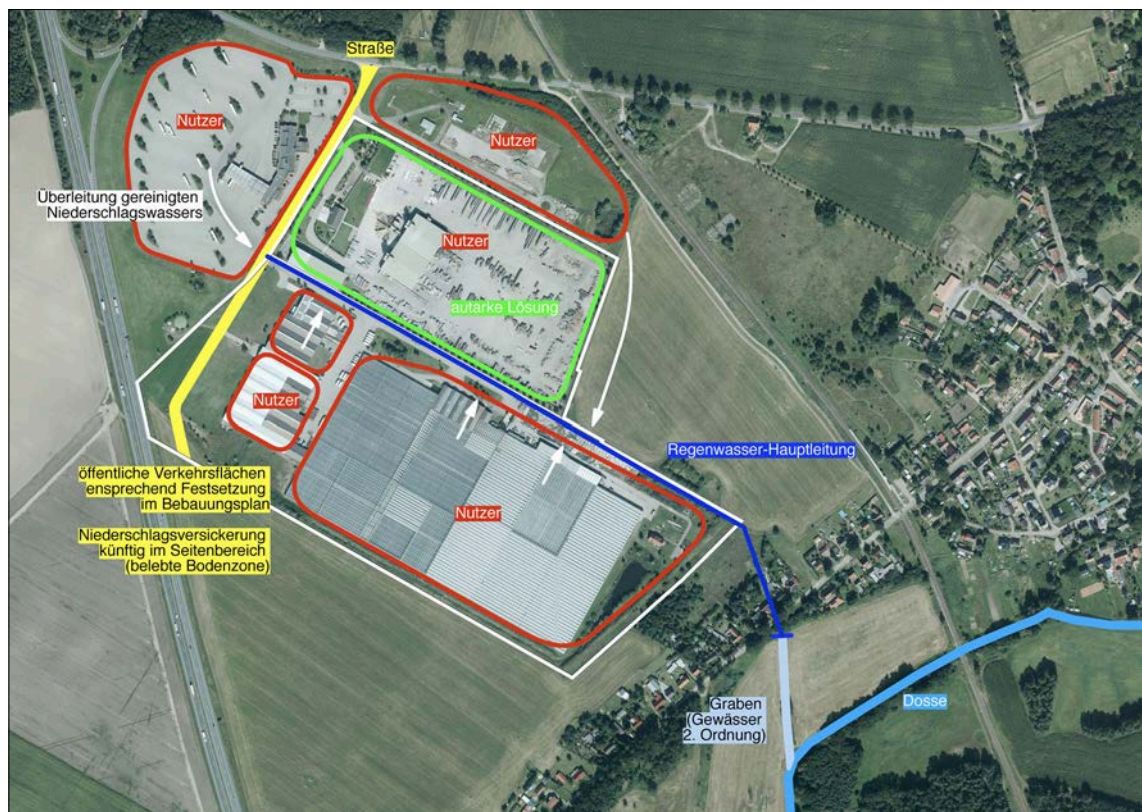 Straße
Nutzer
Nutzer
Überleitung gereinigten
Niederschlagswassers
Nutzer
autarke Lösung
Nutzer
Regenwasser-Hauptleitung
öffentliche Verkehrsflächen
ensprechend Festsetzung
im Bebauungsplan
Nutzer
Niederschlagsversickerung
künftig im Seitenbereich
(belebte Bodenzone)
Graben
(Gewässer
2. Ordnung)
Dosse